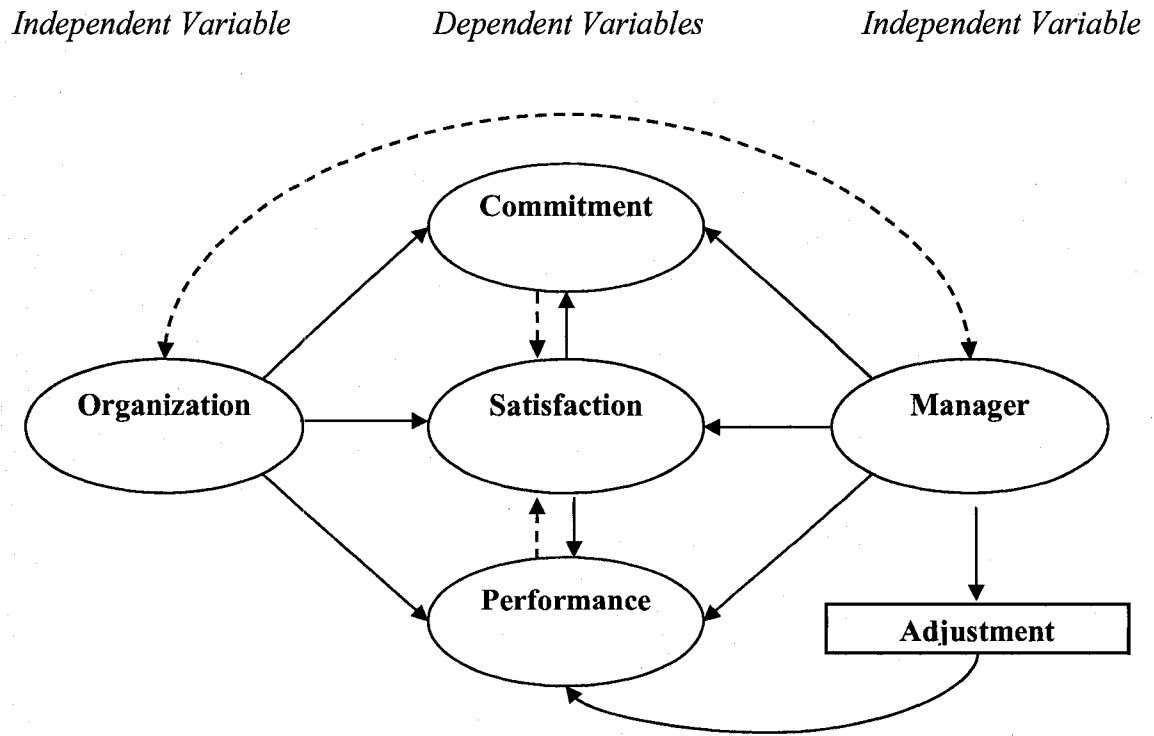 Independent Variable
Dependent Variables
Independent Variable
Commitment
Organization
Satisfaction
Manager
Performance
Adjustment